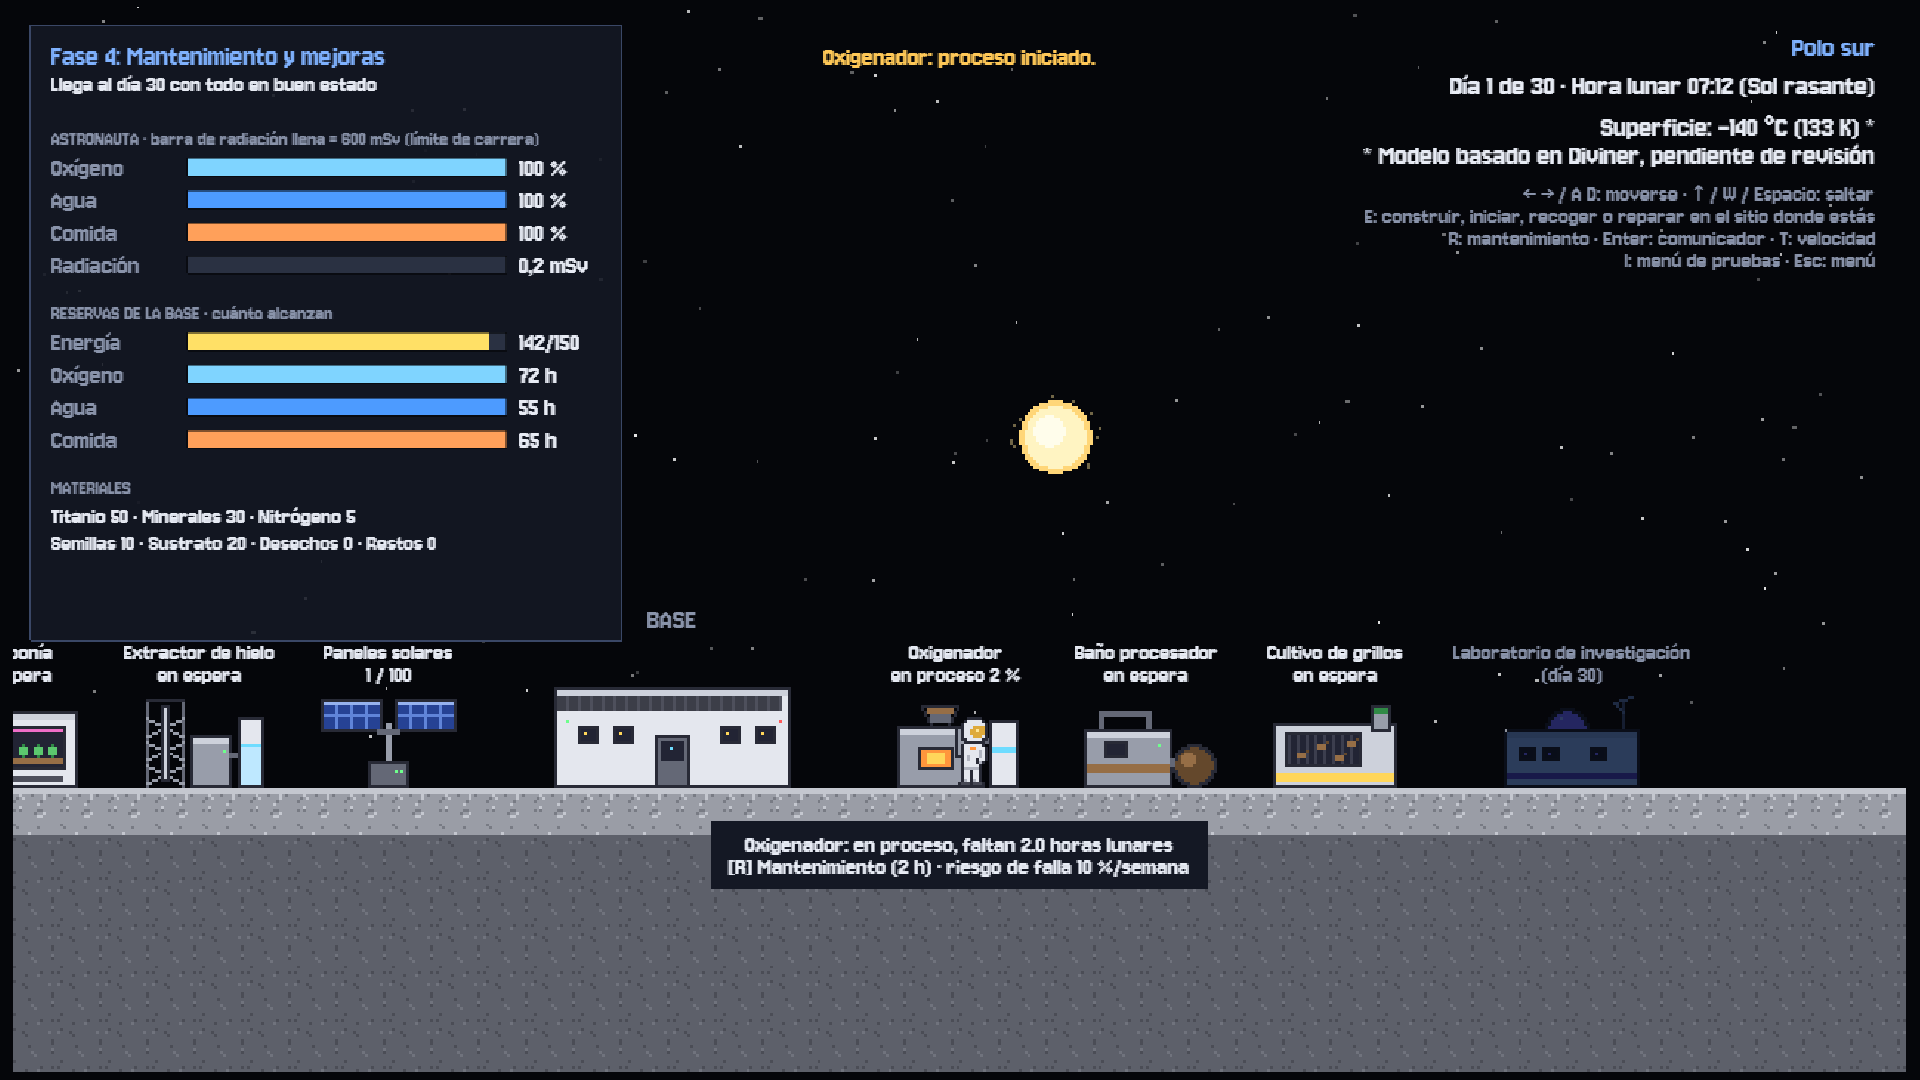 Fase 4: Mantenimiento y mejoras
Llega al día 30 con todo en buen estado
ASTRONAUTA · barra de radiación llena = 600 mSv (límite de carrera)
Oxígeno 100 %
Agua 100 %
Comida 100 %
Radiación 0,2 mSv
RESERVAS DE LA BASE · cuánto alcanzan
Energía 142/150
Oxígeno 72 h
Agua 55 h
Comida 65 h
MATERIALES
Titanio 50 · Minerales 30 · Nitrógeno 5
Semillas 10 · Sustrato 20 · Desechos 0 · Restos 0
Oxigenador: proceso iniciado.
Polo sur
Día 1 de 30 · Hora lunar 07:12 (Sol rasante)
Superficie: -140 °C (133 K) *
* Modelo basado en Diviner, pendiente de revisión
← → / A D: moverse · ↑ / W / Espacio: saltar
E: construir, iniciar, recoger o reparar en el sitio donde estás
R: mantenimiento · Enter: comunicador · T: velocidad
I: menú de pruebas · Esc: menú
BASE
ponía
pera
Extractor de hielo
en espera
Paneles solares
1 / 100
Oxigenador
en proceso 2 %
Baño procesador
en espera
Cultivo de grillos
en espera
Laboratorio de investigación
(día 30)
Oxigenador: en proceso, faltan 2.0 horas lunares
[R] Mantenimiento (2 h) · riesgo de falla 10 %/semana